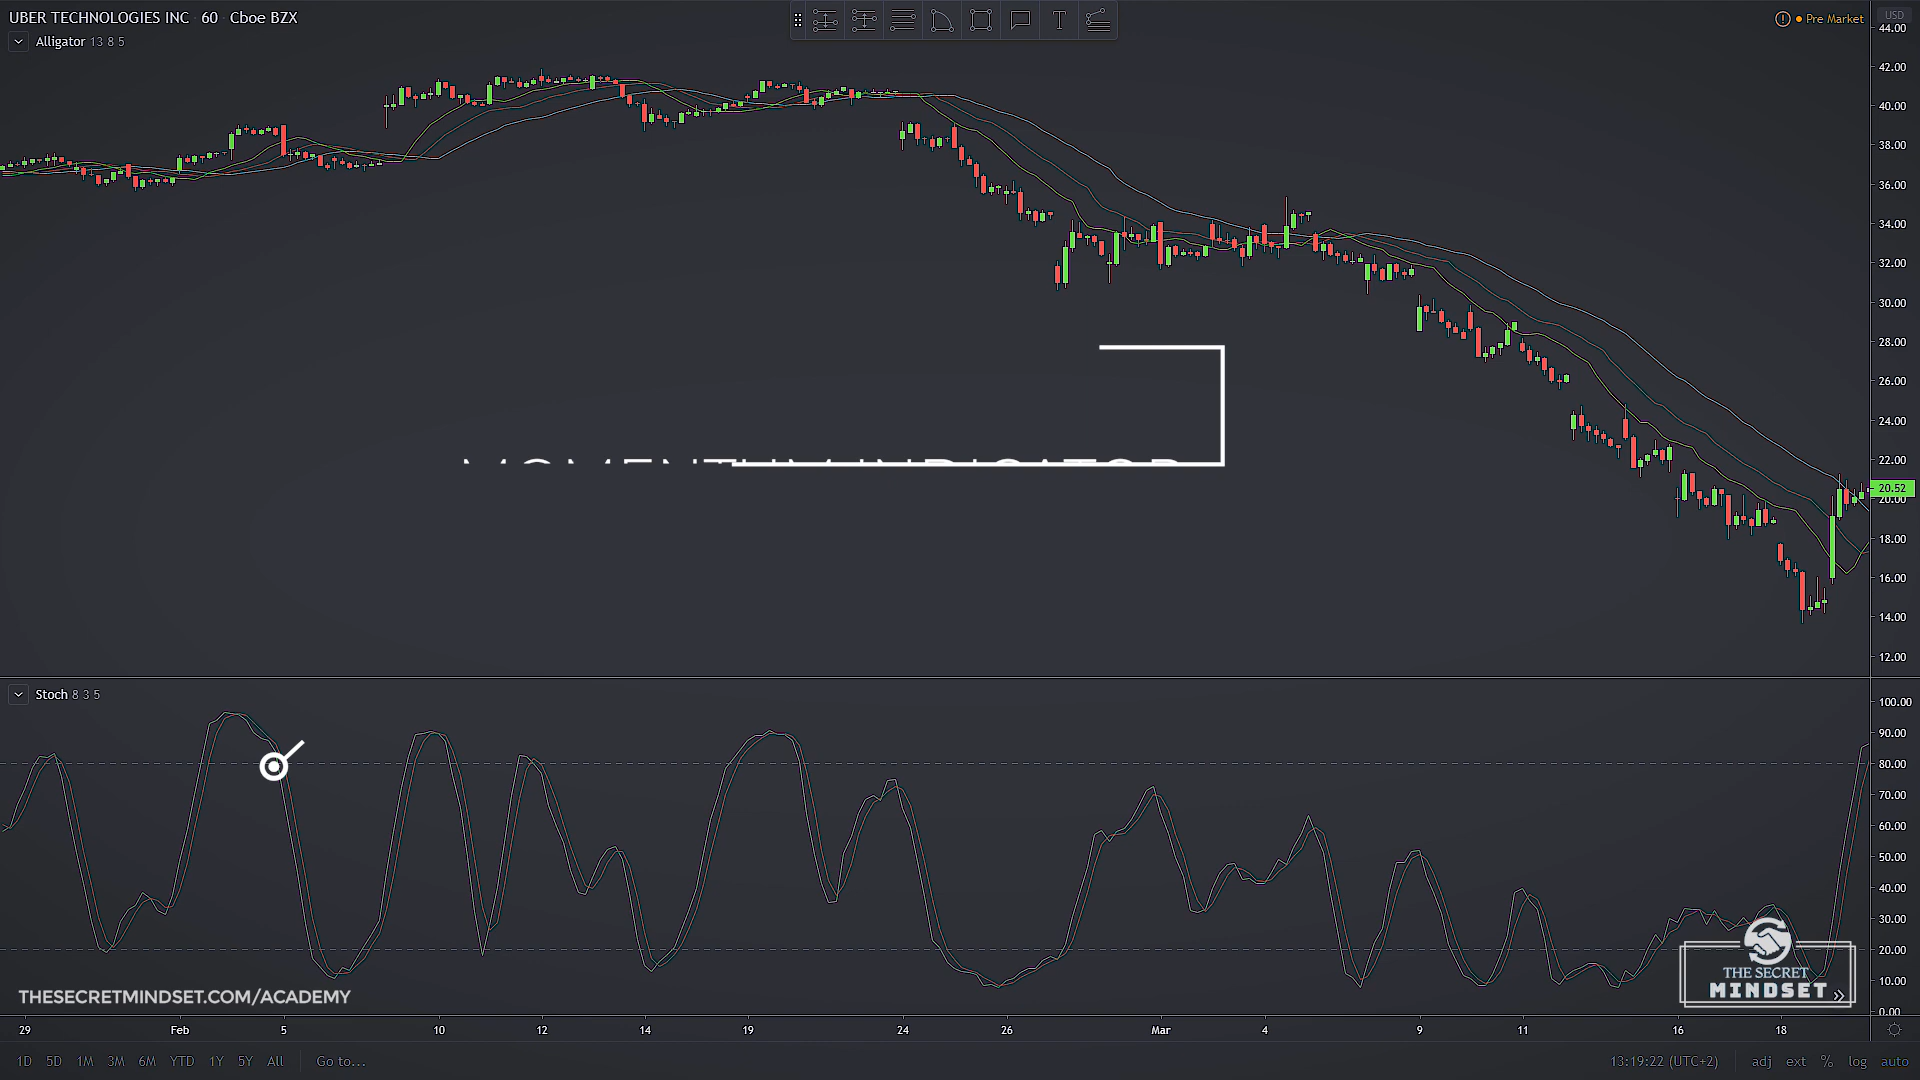 UBER TECHNOLOGIES INC 60 Cboe BZX
Alligator 13 8 5
Pre Market
USD
44.00
42.00
40.00
38.00
36.00
34.00
32.00
30.00
28.00
26.00
24.00
22.00
20.52
20.00
18.00
16.00
14.00
12.00
Stoch 8 3 5
100.00
90.00
80.00
70.00
60.00
50.00
40.00
30.00
20.00
10.00
0.00
THESECRETMINDSET.COM/ACADEMY
THE SECRET
MINDSET
29 Feb 5 10 12 14 19 24 26 Mar 4 9 11 16 18
1D 5D 1M 3M 6M YTD 1Y 5Y All Go to...
13:19:22 (UTC+2) adj ext % log auto